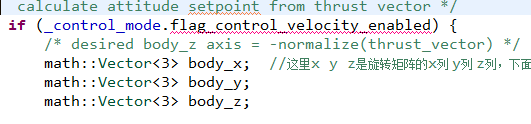 calculate attitude setpoint from thrust vector */
if (_control_mode.flag_control_velocity_enabled) {
/* desired body_z axis = -normalize(thrust_vector) */
math::Vector<3> body_x; //这里x y z是旋转矩阵的x列 y列 z列，下面
math::Vector<3> body_y;
math::Vector<3> body_z;